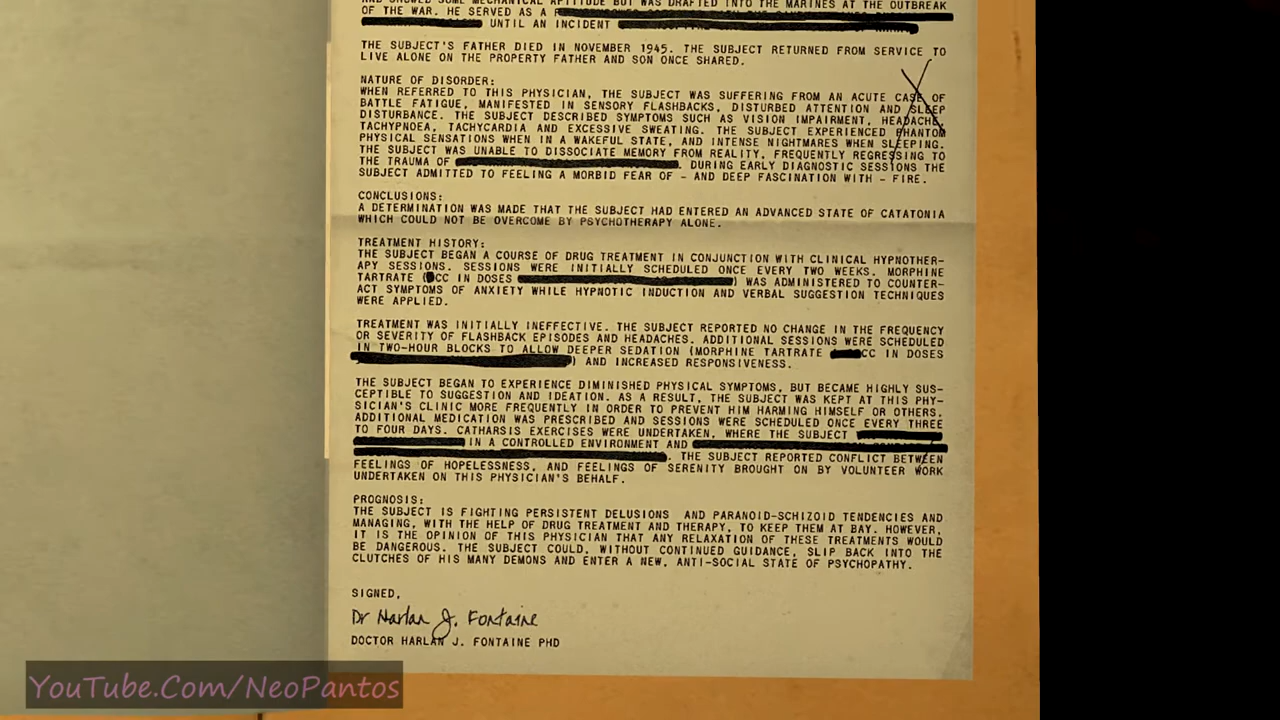 AND SHOWED SOME MECHANICAL APTITUDE BUT WAS DRAFTED INTO THE MARINES AT THE OUTBREAK
OF THE WAR. HE SERVED AS A
UNTIL AN INCIDENT
THE SUBJECT'S FATHER DIED IN NOVEMBER 1945. THE SUBJECT RETURNED FROM SERVICE TO
LIVE ALONE ON THE PROPERTY FATHER AND SON ONCE SHARED.
NATURE OF DISORDER:
WHEN REFERRED TO THIS PHYSICIAN, THE SUBJECT WAS SUFFERING FROM AN ACUTE CASE OF
BATTLE FATIGUE, MANIFESTED IN SENSORY FLASHBACKS, DISTURBED ATTENTION AND SLEEP
DISTURBANCE. THE SUBJECT DESCRIBED SYMPTOMS SUCH AS VISION IMPAIRMENT, HEADACHE,
TACHYPNOEA, TACHYCARDIA AND EXCESSIVE SWEATING. THE SUBJECT EXPERIENCED PHANTOM
PHYSICAL SENSATIONS WHEN IN A WAKEFUL STATE, AND INTENSE NIGHTMARES WHEN SLEEPING.
THE SUBJECT WAS UNABLE TO DISSOCIATE MEMORY FROM REALITY, FREQUENTLY REGRESSING TO
THE TRAUMA OF . DURING EARLY DIAGNOSTIC SESSIONS THE
SUBJECT ADMITTED TO FEELING A MORBID FEAR OF - AND DEEP FASCINATION WITH - FIRE.
CONCLUSIONS:
A DETERMINATION WAS MADE THAT THE SUBJECT HAD ENTERED AN ADVANCED STATE OF CATATONIA
WHICH COULD NOT BE OVERCOME BY PSYCHOTHERAPY ALONE.
TREATMENT HISTORY:
THE SUBJECT BEGAN A COURSE OF DRUG TREATMENT IN CONJUNCTION WITH CLINICAL HYPNOTHER-
APY SESSIONS. SESSIONS WERE INITIALLY SCHEDULED ONCE EVERY TWO WEEKS. MORPHINE
TARTRATE ( CC IN DOSES ) WAS ADMINISTERED TO COUNTER-
ACT SYMPTOMS OF ANXIETY WHILE HYPNOTIC INDUCTION AND VERBAL SUGGESTION TECHNIQUES
WERE APPLIED.
TREATMENT WAS INITIALLY INEFFECTIVE. THE SUBJECT REPORTED NO CHANGE IN THE FREQUENCY
OR SEVERITY OF FLASHBACK EPISODES AND HEADACHES. ADDITIONAL SESSIONS WERE SCHEDULED
IN TWO-HOUR BLOCKS TO ALLOW DEEPER SEDATION (MORPHINE TARTRATE CC IN DOSES
) AND INCREASED RESPONSIVENESS.
THE SUBJECT BEGAN TO EXPERIENCE DIMINISHED PHYSICAL SYMPTOMS, BUT BECAME HIGHLY SUS-
CEPTIBLE TO SUGGESTION AND IDEATION. AS A RESULT, THE SUBJECT WAS KEPT AT THIS PHY-
SICIAN'S CLINIC MORE FREQUENTLY IN ORDER TO PREVENT HIM HARMING HIMSELF OR OTHERS.
ADDITIONAL MEDICATION WAS PRESCRIBED AND SESSIONS WERE SCHEDULED ONCE EVERY THREE
TO FOUR DAYS. CATHARSIS EXERCISES WERE UNDERTAKEN, WHERE THE SUBJECT
IN A CONTROLLED ENVIRONMENT AND
. THE SUBJECT REPORTED CONFLICT BETWEEN
FEELINGS OF HOPELESSNESS, AND FEELINGS OF SERENITY BROUGHT ON BY VOLUNTEER WORK
UNDERTAKEN ON THIS PHYSICIAN'S BEHALF.
PROGNOSIS:
THE SUBJECT IS FIGHTING PERSISTENT DELUSIONS AND PARANOID-SCHIZOID TENDENCIES AND
MANAGING, WITH THE HELP OF DRUG TREATMENT AND THERAPY, TO KEEP THEM AT BAY. HOWEVER,
IT IS THE OPINION OF THIS PHYSICIAN THAT ANY RELAXATION OF THESE TREATMENTS WOULD
BE DANGEROUS. THE SUBJECT COULD, WITHOUT CONTINUED GUIDANCE, SLIP BACK INTO THE
CLUTCHES OF HIS MANY DEMONS AND ENTER A NEW, ANTI-SOCIAL STATE OF PSYCHOPATHY.
SIGNED,
Dr Harlan J. Fontaine
DOCTOR HARLAN J. FONTAINE PHD
YouTube.Com/NeoPantos